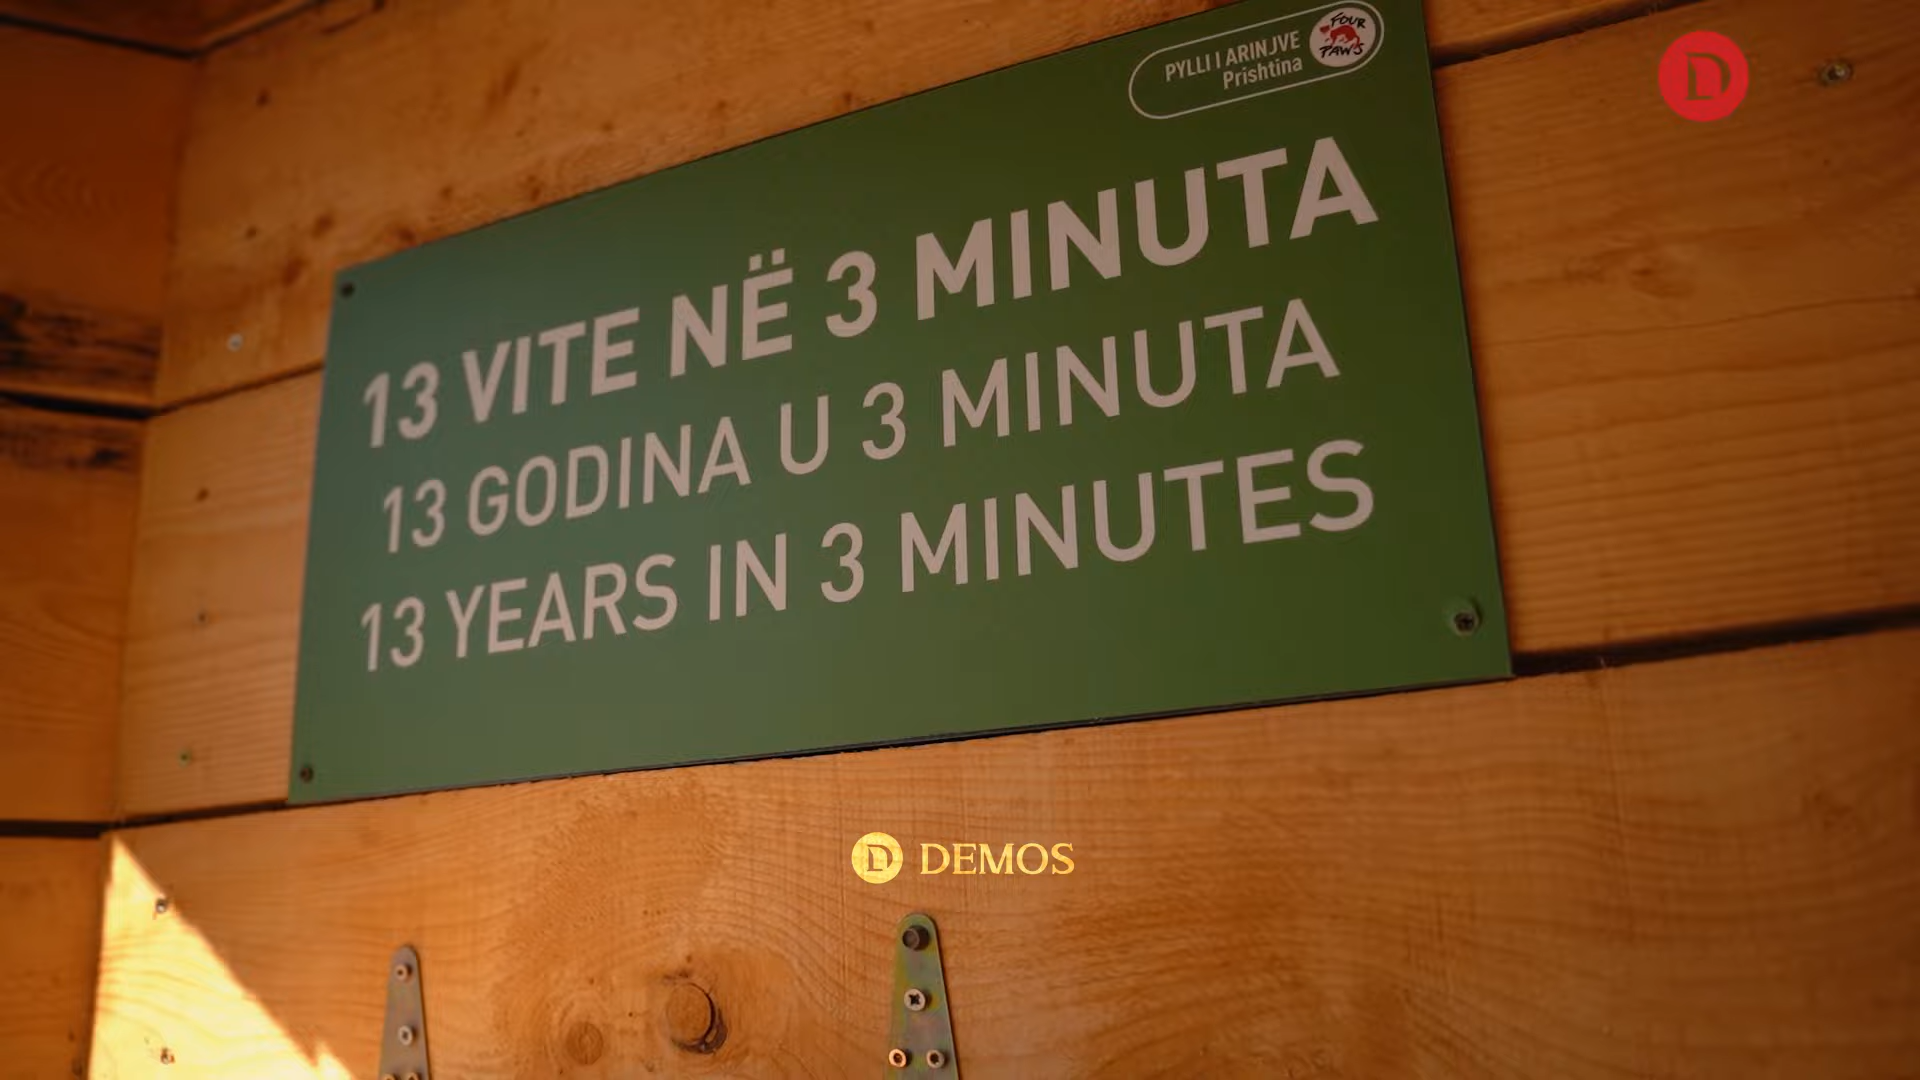 PYLLI I ARINJVE
Prishtina
FOUR
PAWS
13 VITE NË 3 MINUTA
13 GODINA U 3 MINUTA
13 YEARS IN 3 MINUTES
DEMOS